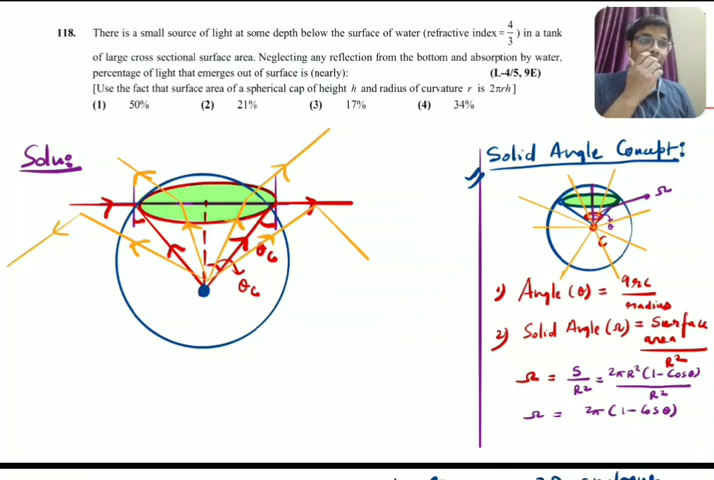 118. There is a small source of light at some depth below the surface of water (refractive index = 4/3) in a tank
of large cross sectional surface area. Neglecting any reflection from the bottom and absorption by water,
percentage of light that emerges out of surface is (nearly): (L-4/5, 9E)
[Use the fact that surface area of a spherical cap of height h and radius of curvature r is 2πrh]
(1) 50% (2) 21% (3) 17% (4) 34%
Soln:
θc
θc
Solid Angle Concept:
Ω
θ
C
1) Angle (θ) = arc/radius
2) Solid Angle (Ω) = Surface area/R²
Ω = S/R² = 2πR²(1-Cosθ)/R²
Ω = 2π(1-Cosθ)